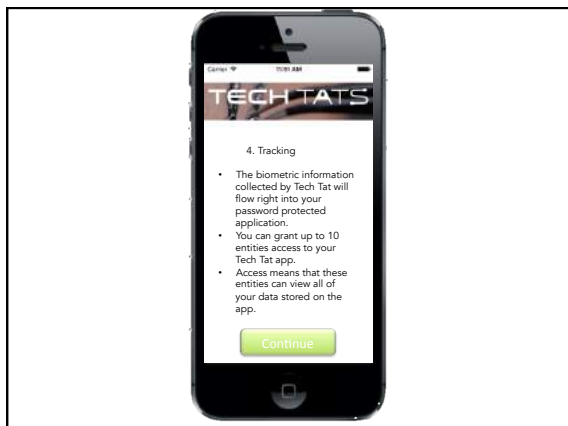 Carrier 11:51 AM
TECH TATS
4. Tracking
• The biometric information
collected by Tech Tat will
flow right into your
password protected
application.
• You can grant up to 10
entities access to your
Tech Tat app.
• Access means that these
entities can view all of
your data stored on the
app.
Continue